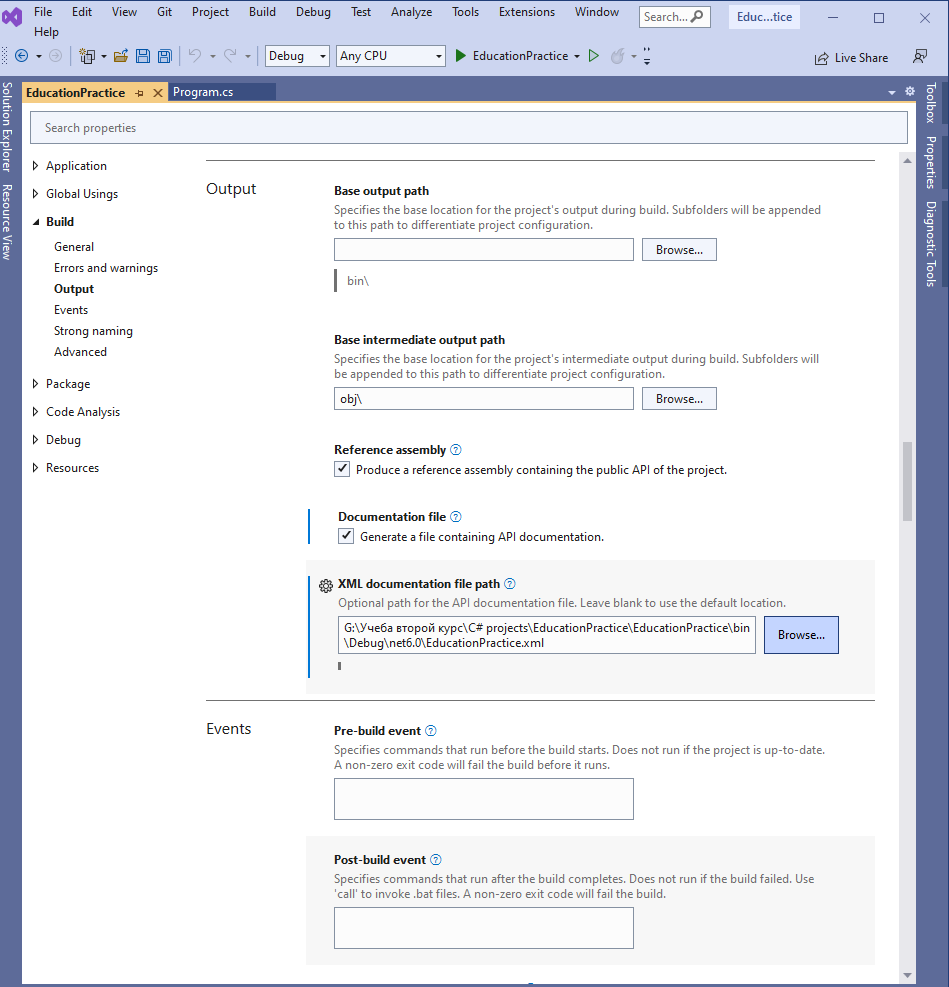 File Edit View Git Project Build Debug Test Analyze Tools Extensions Window Search... Educ...tice
Help
Debug Any CPU EducationPractice Live Share
EducationPractice Program.cs
Solution Explorer
Resource View
Toolbox
Properties
Diagnostic Tools
Search properties
Application
Global Usings
Build
General
Errors and warnings
Output
Events
Strong naming
Advanced
Package
Code Analysis
Debug
Resources
Output
Base output path
Specifies the base location for the project's output during build. Subfolders will be appended
to this path to differentiate project configuration.
Browse...
bin\
Base intermediate output path
Specifies the base location for the project's intermediate output during build. Subfolders will
be appended to this path to differentiate project configuration.
obj\ Browse...
Reference assembly
Produce a reference assembly containing the public API of the project.
Documentation file
Generate a file containing API documentation.
XML documentation file path
Optional path for the API documentation file. Leave blank to use the default location.
G:\Учеба второй курс\C# projects\EducationPractice\EducationPractice\bin
\Debug\net6.0\EducationPractice.xml
Browse...
Events
Pre-build event
Specifies commands that run before the build starts. Does not run if the project is up-to-date.
A non-zero exit code will fail the build before it runs.
Post-build event
Specifies commands that run after the build completes. Does not run if the build failed. Use
'call' to invoke .bat files. A non-zero exit code will fail the build.